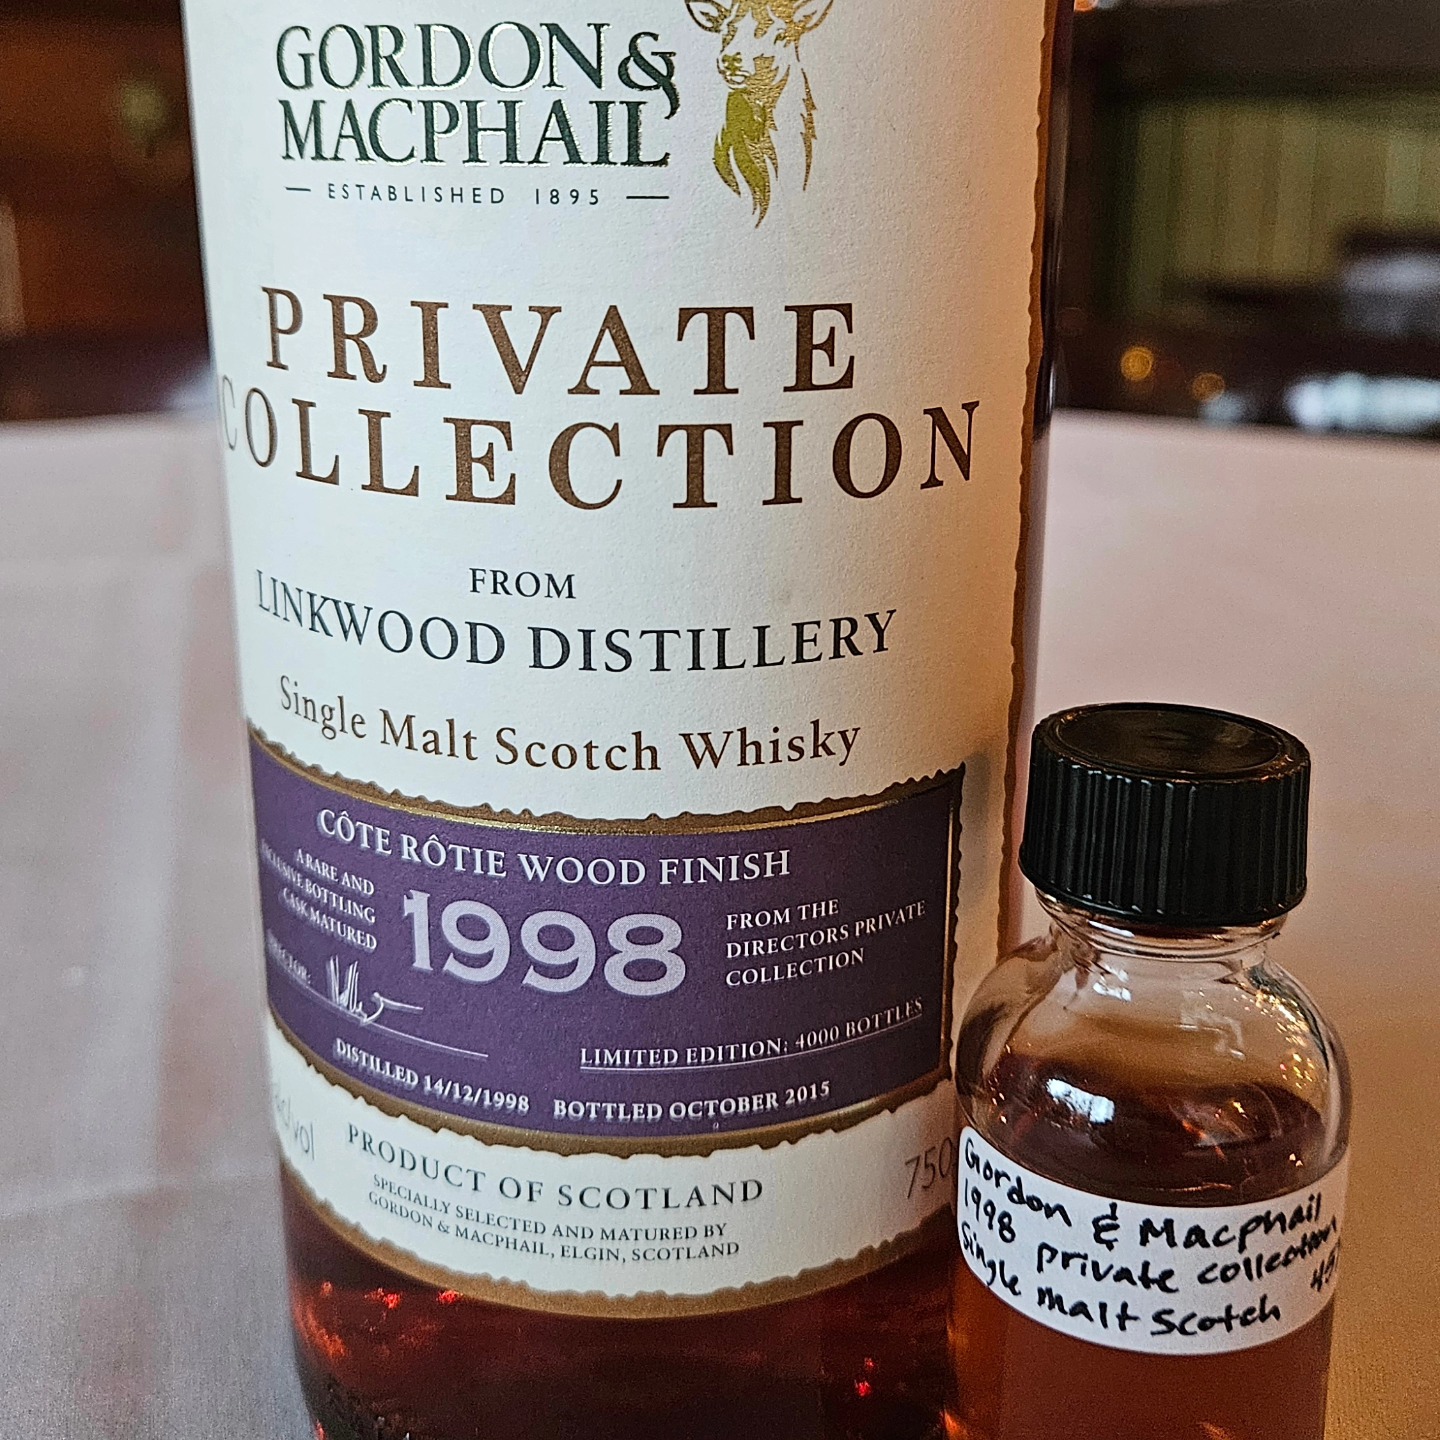 GORDON &
MACPHAIL
ESTABLISHED 1895
PRIVATE
COLLECTION
FROM
LINKWOOD DISTILLERY
Single Malt Scotch Whisky
CÔTE RÔTIE WOOD FINISH
A RARE AND
EXCLUSIVE BOTTLING
CASK MATURED
DIRECTOR:
1998
FROM THE
DIRECTORS PRIVATE
COLLECTION
LIMITED EDITION: 4000 BOTTLES
DISTILLED 14/12/1998 BOTTLED OCTOBER 2015
PRODUCT OF SCOTLAND
SPECIALLY SELECTED AND MATURED BY
GORDON & MACPHAIL, ELGIN, SCOTLAND
750
Gordon & Macphail
1998 private collection
Single malt Scotch